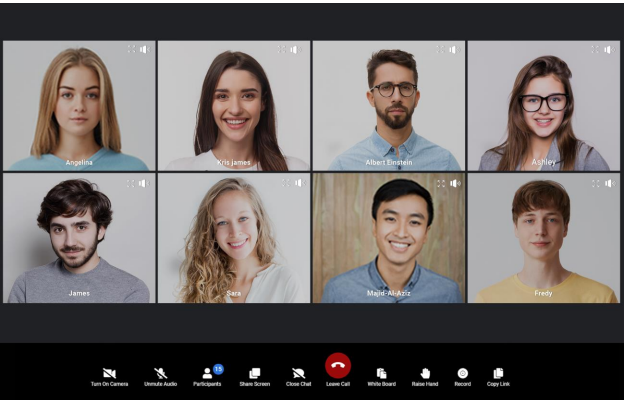 Angelina
Kris james
Albert Einstein
Ashley
James
Sara
Majid-Al-Aziz
Fredy
15
Turn On Camera
Unmute Audio
Participants
Share Screen
Close Chat
Leave Call
White Board
Raise Hand
Record
Copy Link